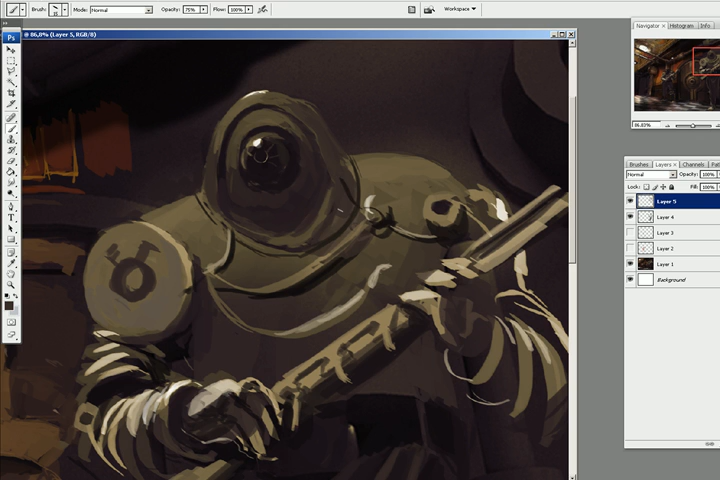 Brush: Mode: Normal Opacity: 75% Flow: 100% Workspace
Ps
@ 86,8% (Layer 5, RGB/8)
Navigator × Histogram Info
86.83%
Brushes Layers × Channels
Normal Opacity: 100%
Lock: Fill: 100%
Layer 5
Layer 4
Layer 3
Layer 2
Layer 1
Background